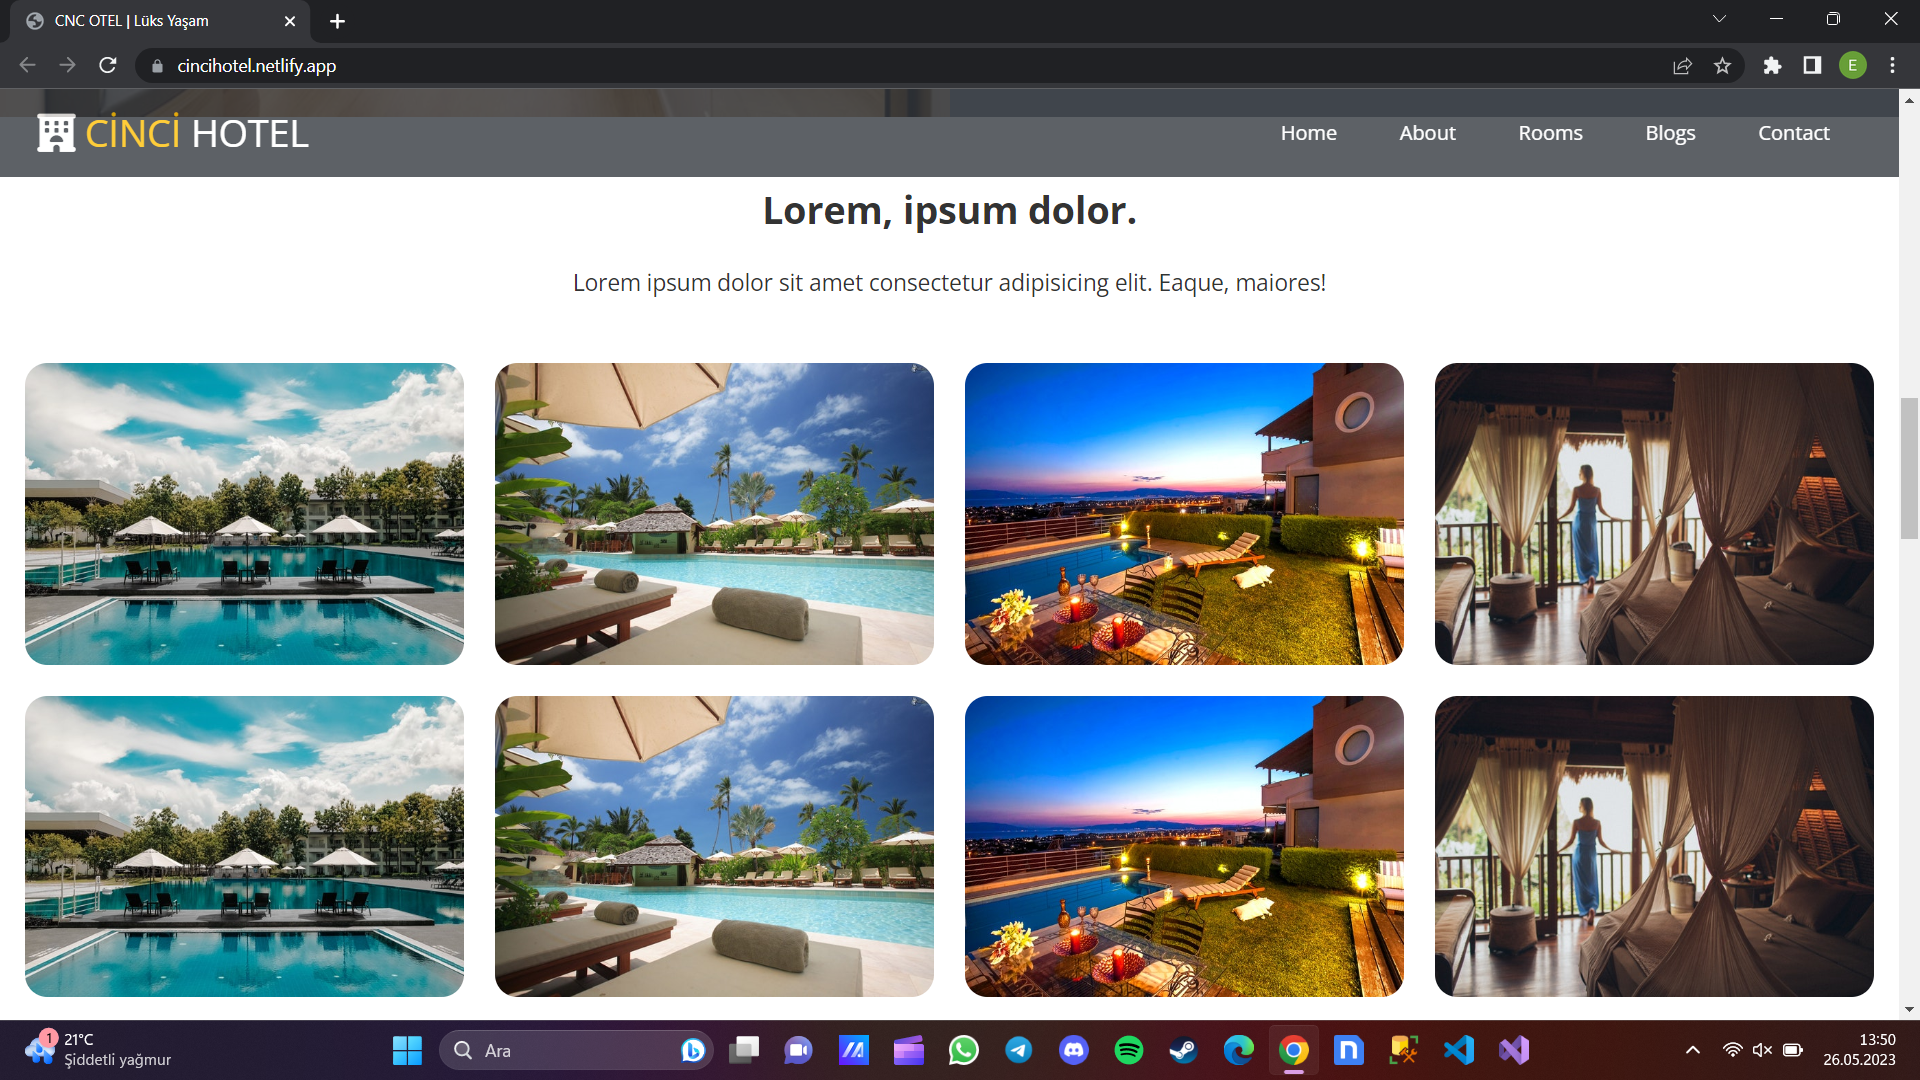 CNC OTEL | Lüks Yaşam
cincihotel.netlify.app
E
CİNCİ HOTEL
Home About Rooms Blogs Contact
Lorem, ipsum dolor.
Lorem ipsum dolor sit amet consectetur adipisicing elit. Eaque, maiores!
1
21°C
Şiddetli yağmur
Ara
13:50
26.05.2023